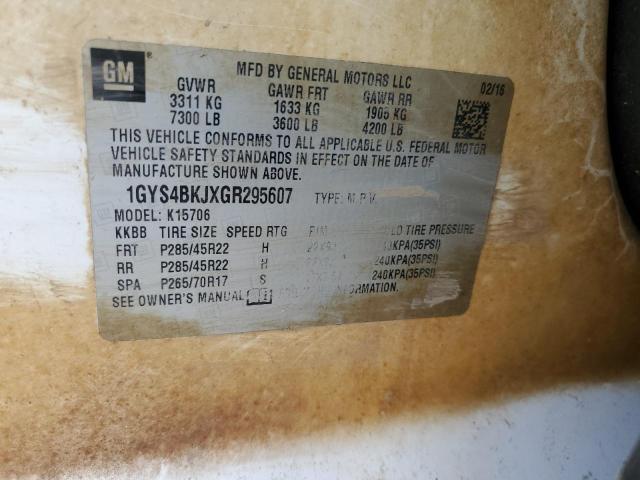 GM
MFD BY GENERAL MOTORS LLC 02/16
GVWR GAWR FRT GAWR RR
3311 KG 1633 KG 1905 KG
7300 LB 3600 LB 4200 LB
THIS VEHICLE CONFORMS TO ALL APPLICABLE U.S. FEDERAL MOTOR
VEHICLE SAFETY STANDARDS IN EFFECT ON THE DATE OF
MANUFACTURE SHOWN ABOVE.
1GYS4BKJXGR295607 TYPE: M.P.V.
MODEL: K15706
KKBB TIRE SIZE SPEED RTG TIRE PRESSURE
FRT P285/45R22 H
RR P285/45R22 H 240KPA(35PSI)
SPA P265/70R17 S 240KPA(35PSI)
SEE OWNER'S MANUAL FOR MORE INFORMATION.